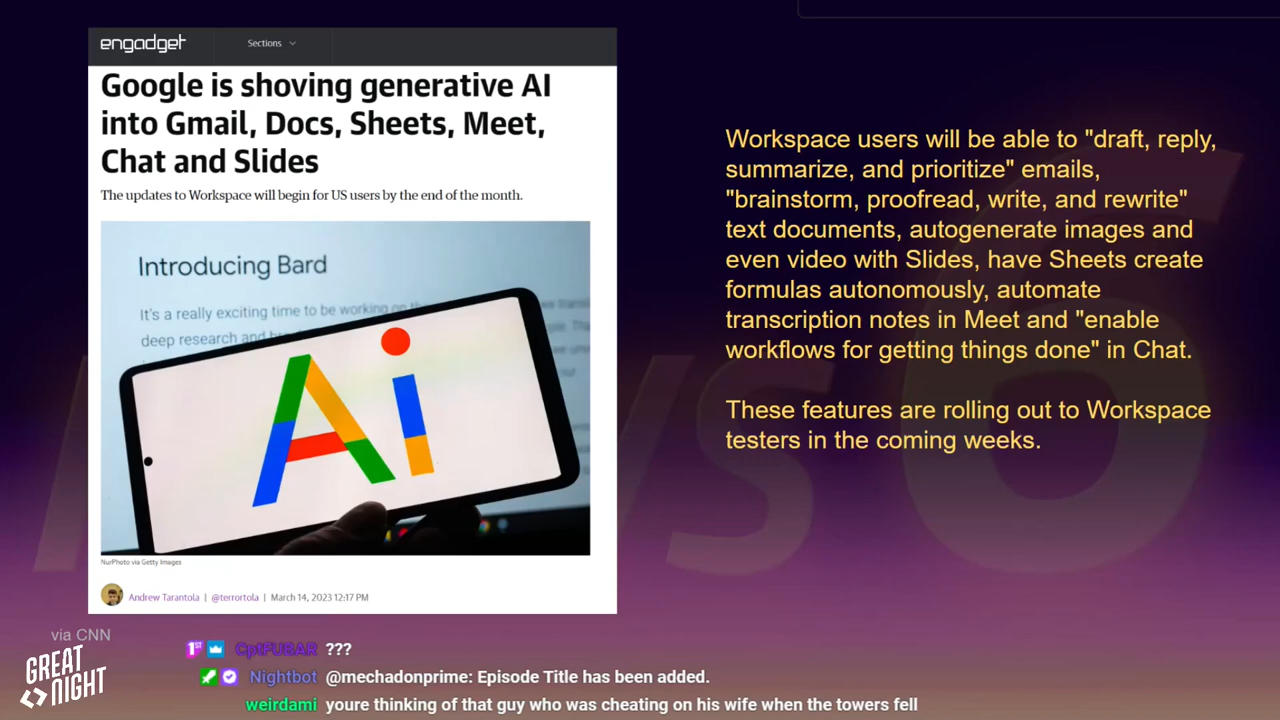 engadget
Sections
Google is shoving generative AI
into Gmail, Docs, Sheets, Meet,
Chat and Slides
The updates to Workspace will begin for US users by the end of the month.
Introducing Bard
It's a really exciting time to be working on
deep research and
Ai
NurPhoto via Getty Images
Andrew Tarantola | @terrortola | March 14, 2023 12:17 PM
Workspace users will be able to "draft, reply,
summarize, and prioritize" emails,
"brainstorm, proofread, write, and rewrite"
text documents, autogenerate images and
even video with Slides, have Sheets create
formulas autonomously, automate
transcription notes in Meet and "enable
workflows for getting things done" in Chat.
These features are rolling out to Workspace
testers in the coming weeks.
via CNN
GREAT
NIGHT
1ST CptFUBAR ???
Nightbot @mechadonprime: Episode Title has been added.
weirdami youre thinking of that guy who was cheating on his wife when the towers fell